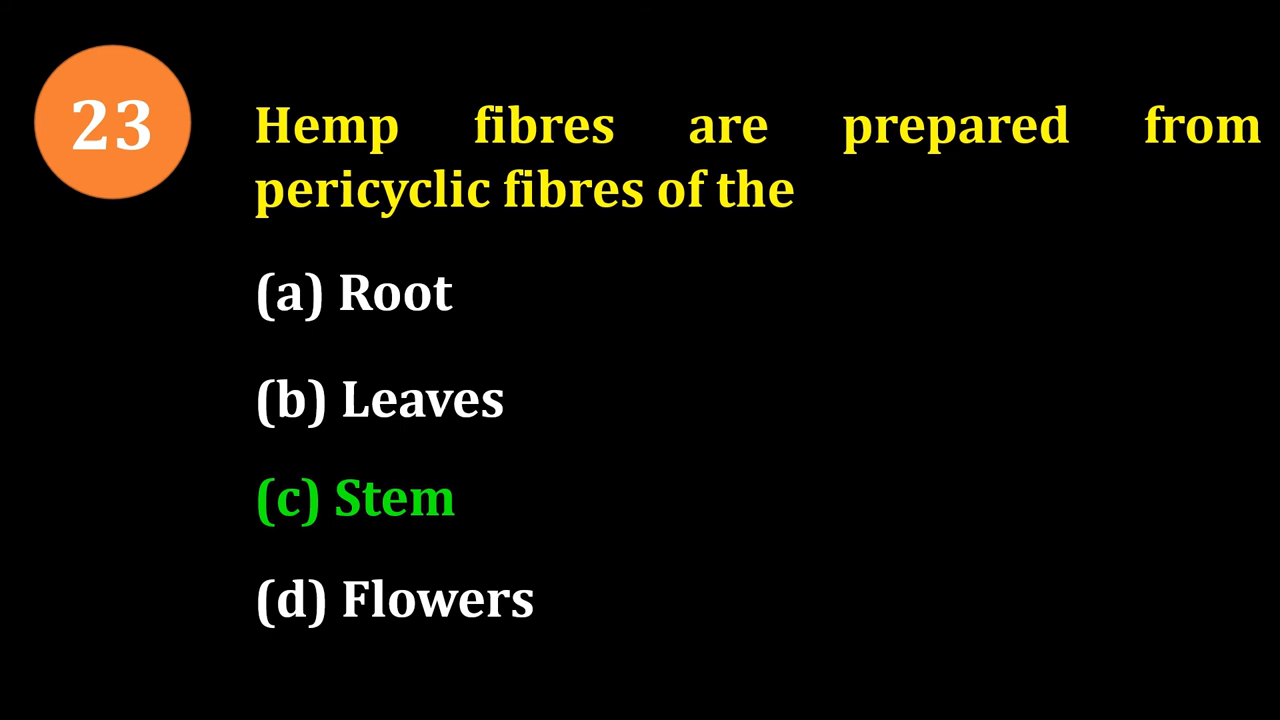 23
Hemp fibres are prepared from
pericyclic fibres of the
(a) Root
(b) Leaves
(c) Stem
(d) Flowers